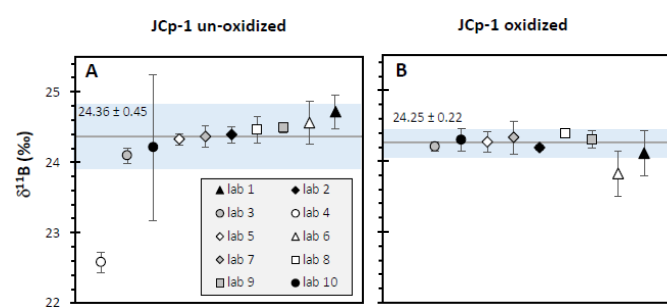 JCp-1 un-oxidized
JCp-1 oxidized
A
B
δ¹¹B (‰)
25
24
23
22
24.36 ± 0.45
24.25 ± 0.22
lab 1 lab 2
lab 3 lab 4
lab 5 lab 6
lab 7 lab 8
lab 9 lab 10